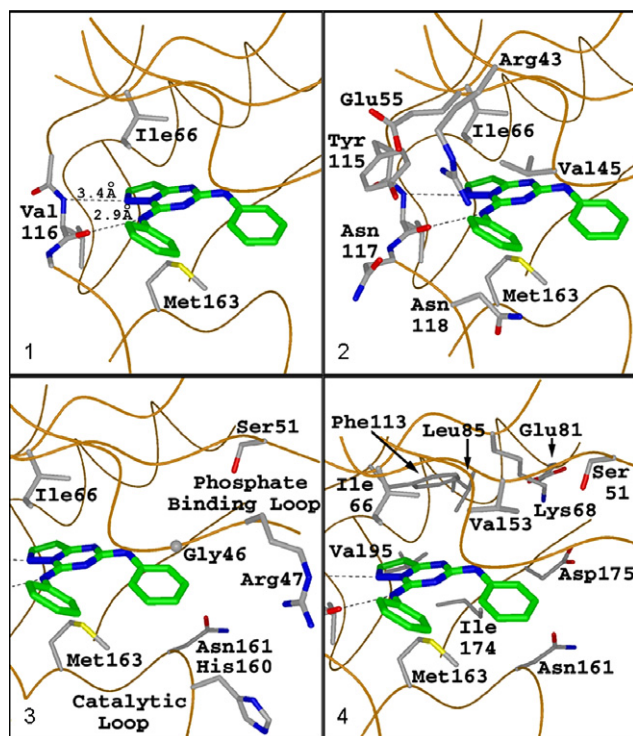 Ile66
3.4Å
Val
116
2.9Å
Met163
1
Arg43
Glu55
Ile66
Tyr
115
Val45
Asn
117
Met163
Asn
118
2
Ser51
Ile66
Phosphate
Binding Loop
Gly46
Arg47
Met163
Asn161
His160
Catalytic
Loop
3
Phe113
Leu85
Glu81
Ile
66
Ser
51
Lys68
Val53
Val95
Asp175
Ile
174
Met163
Asn161
4